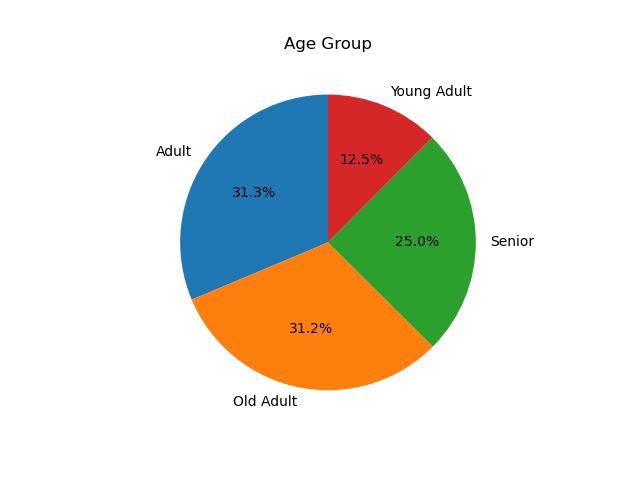 Age Group
Young Adult
Adult
12.5%
31.3%
25.0%
Senior
31.2%
Old Adult